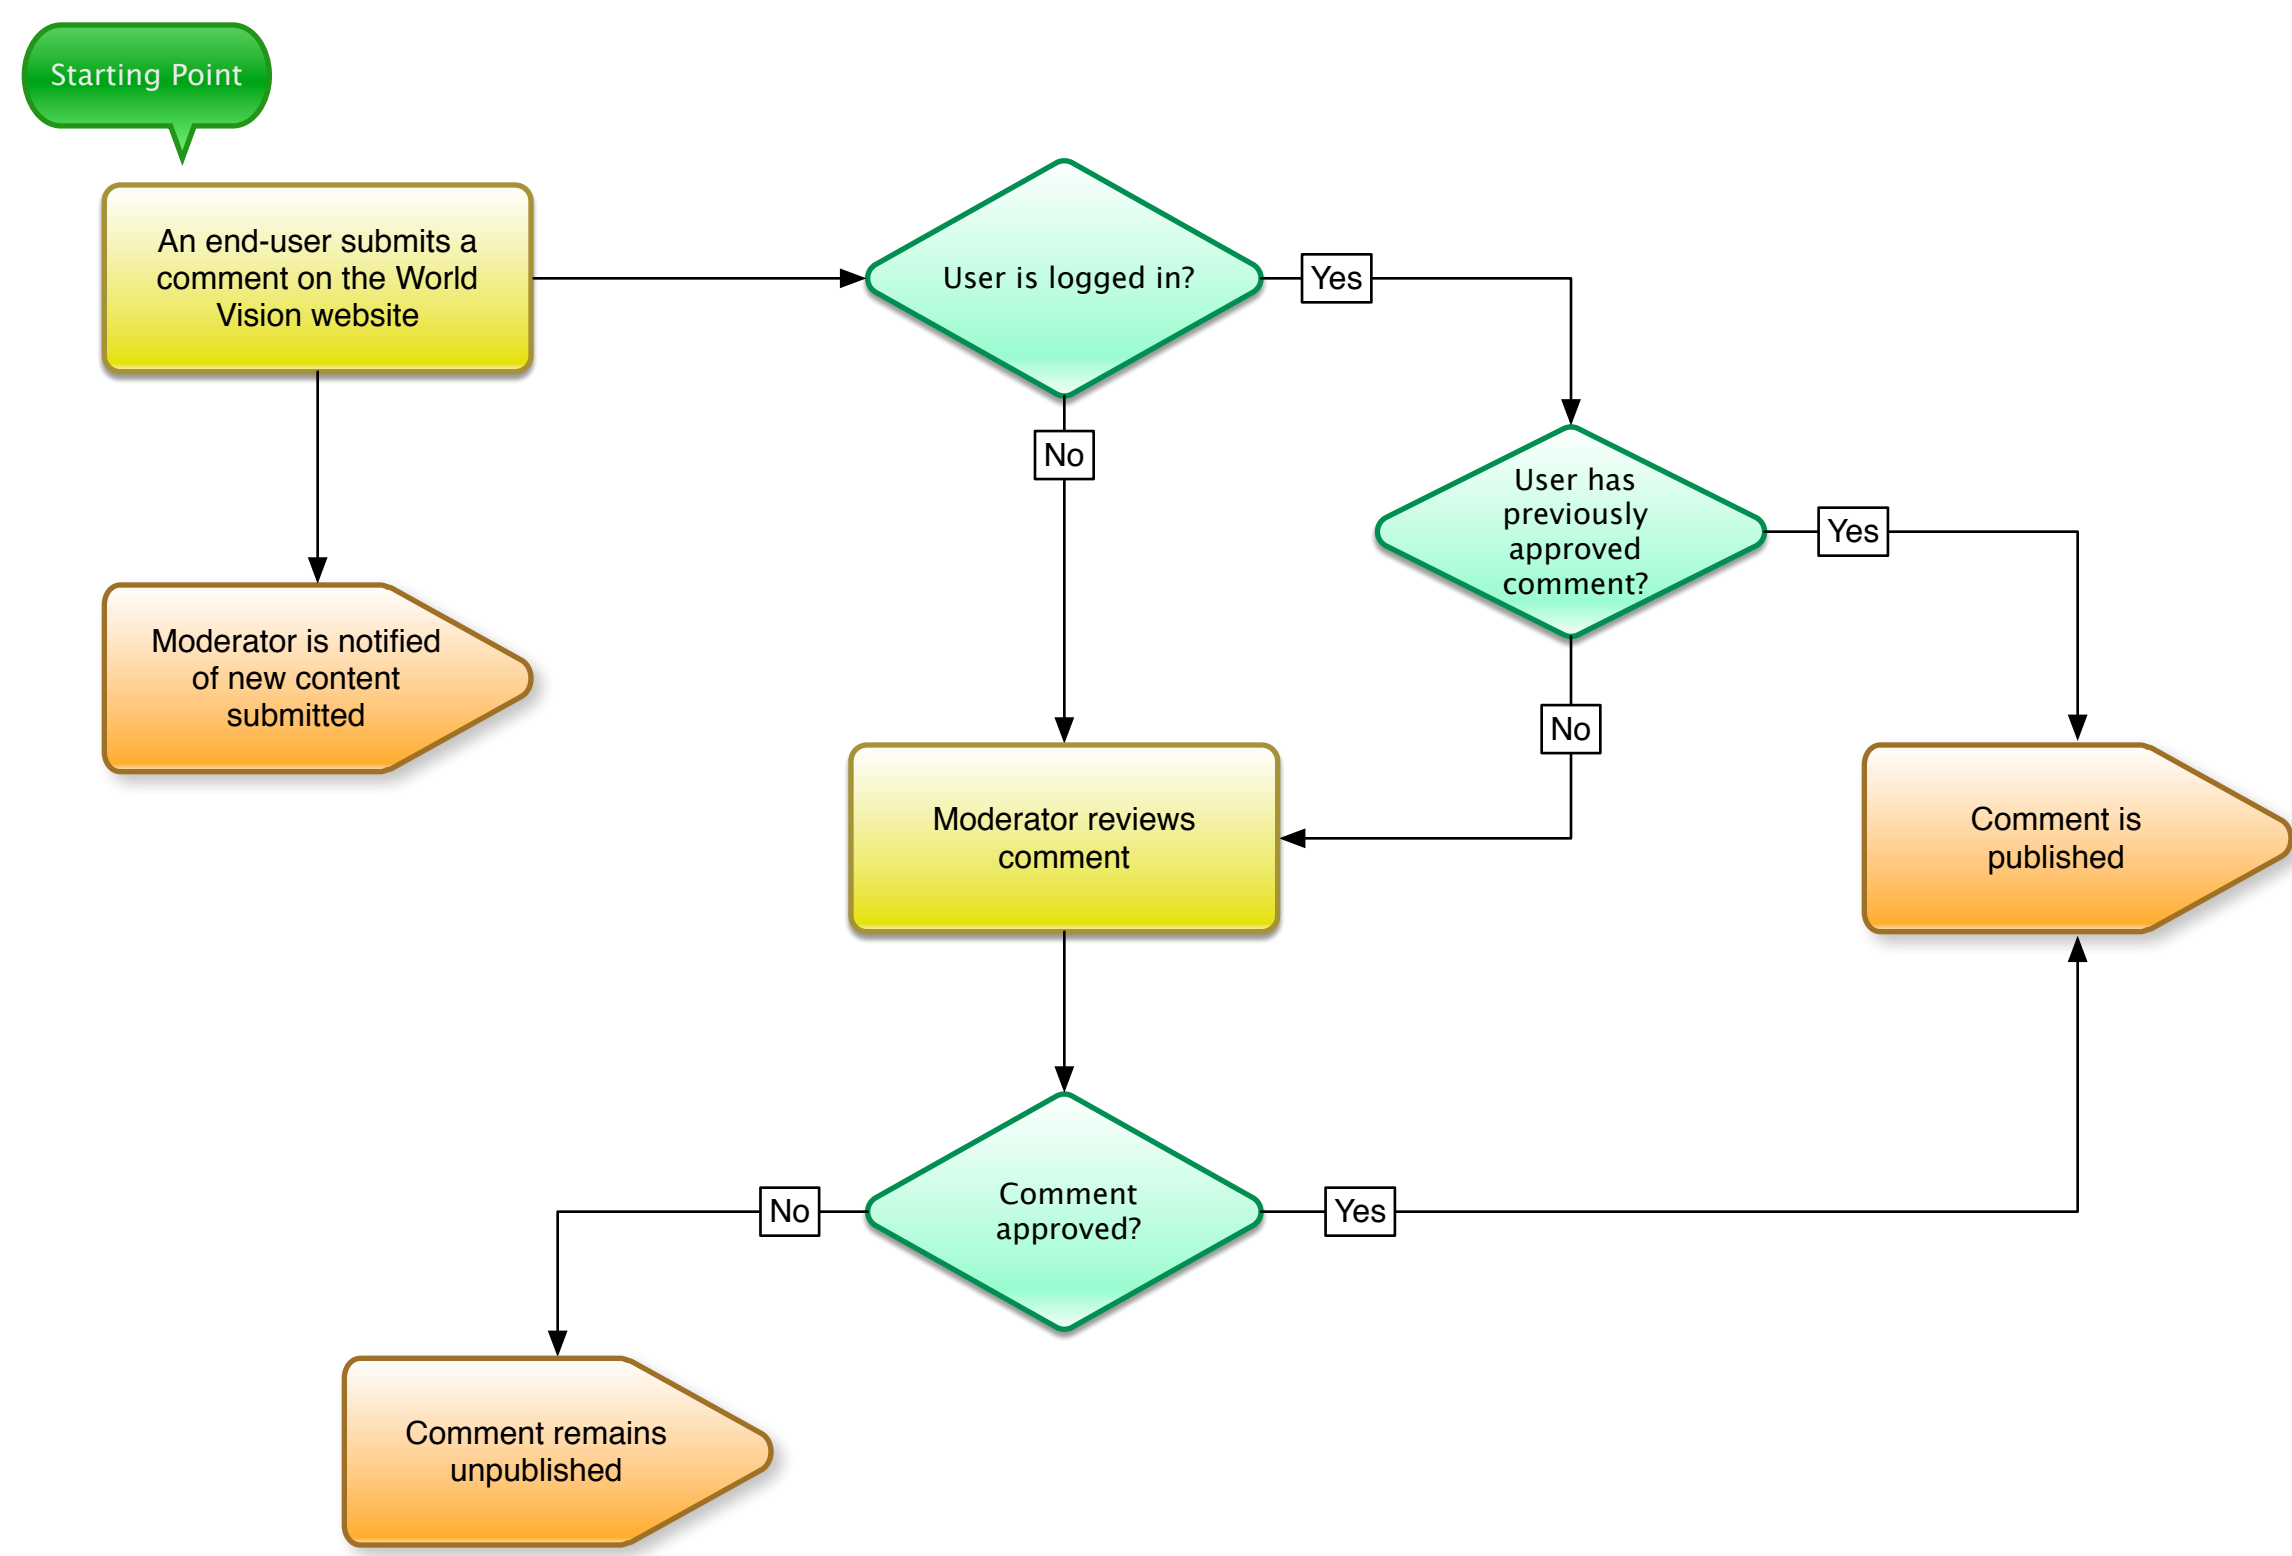 Starting Point
An end-user submits a
comment on the World
Vision website
User is logged in?
Yes
No
User has
previously
approved
comment?
Yes
No
Moderator is notified
of new content
submitted
Moderator reviews
comment
Comment is
published
Comment
approved?
No
Yes
Comment remains
unpublished